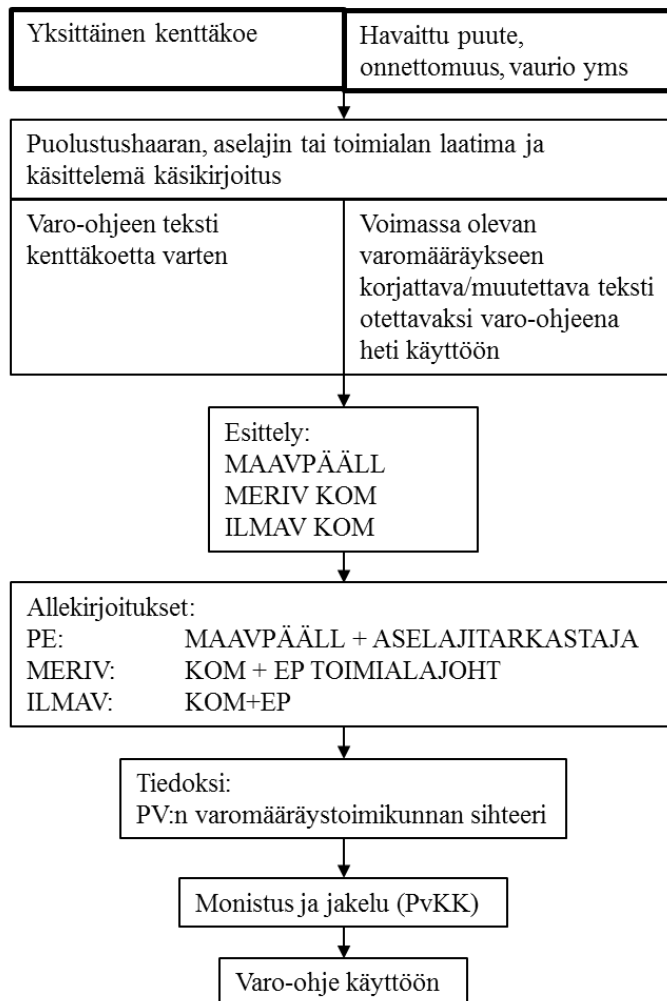 Yksittäinen kenttäkoe
Havaittu puute,
onnettomuus, vaurio yms
Puolustushaaran, aselajin tai toimialan laatima ja
käsittelemä käsikirjoitus
Varo-ohjeen teksti
kenttäkoetta varten
Voimassa olevan
varomääräykseen
korjattava/muutettava teksti
otettavaksi varo-ohjeena
heti käyttöön
Esittely:
MAAVPÄÄLL
MERIV KOM
ILMAV KOM
Allekirjoitukset:
PE: MAAVPÄÄLL + ASELAJITARKASTAJA
MERIV: KOM + EP TOIMIALAJOHT
ILMAV: KOM+EP
Tiedoksi:
PV:n varomääräystoimikunnan sihteeri
Monistus ja jakelu (PvKK)
Varo-ohje käyttöön